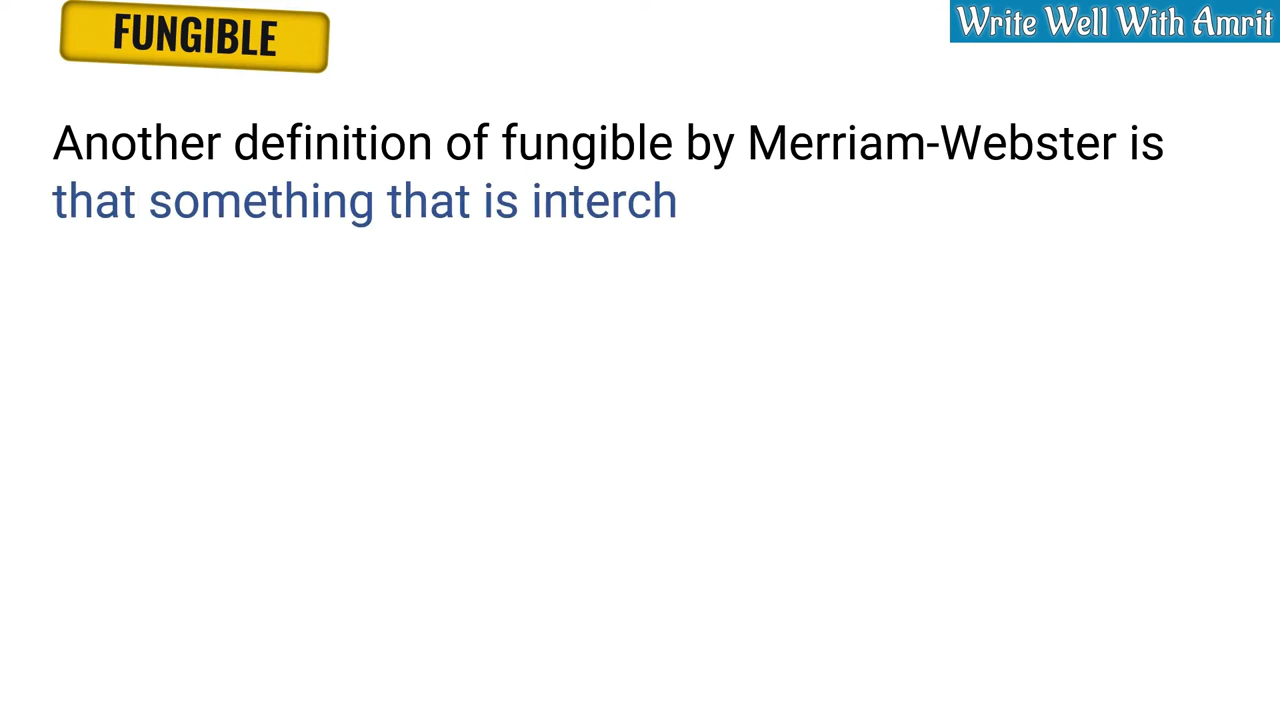 FUNGIBLE
Write Well With Amrit
Another definition of fungible by Merriam-Webster is
that something that is interch